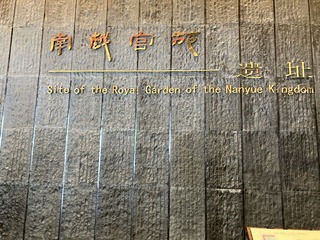 南越宫苑
遗址
Site of the Royal Garden of the Nanyue Kingdom